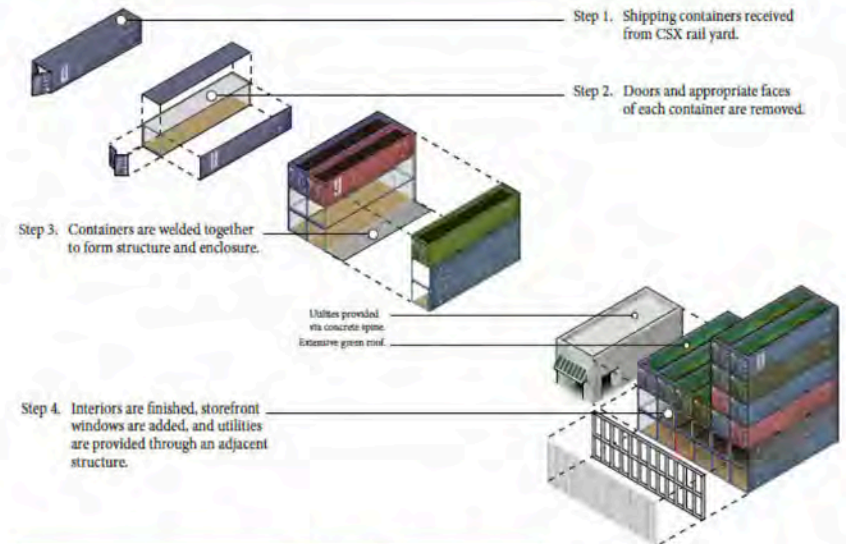 Step 1. Shipping containers received
from CSX rail yard.
Step 2. Doors and appropriate faces
of each container are removed.
Step 3. Containers are welded together
to form structure and enclosure.
Utilities provided
via concrete spine.
Extensive green roof.
Step 4. Interiors are finished, storefront
windows are added, and utilities
are provided through an adjacent
structure.